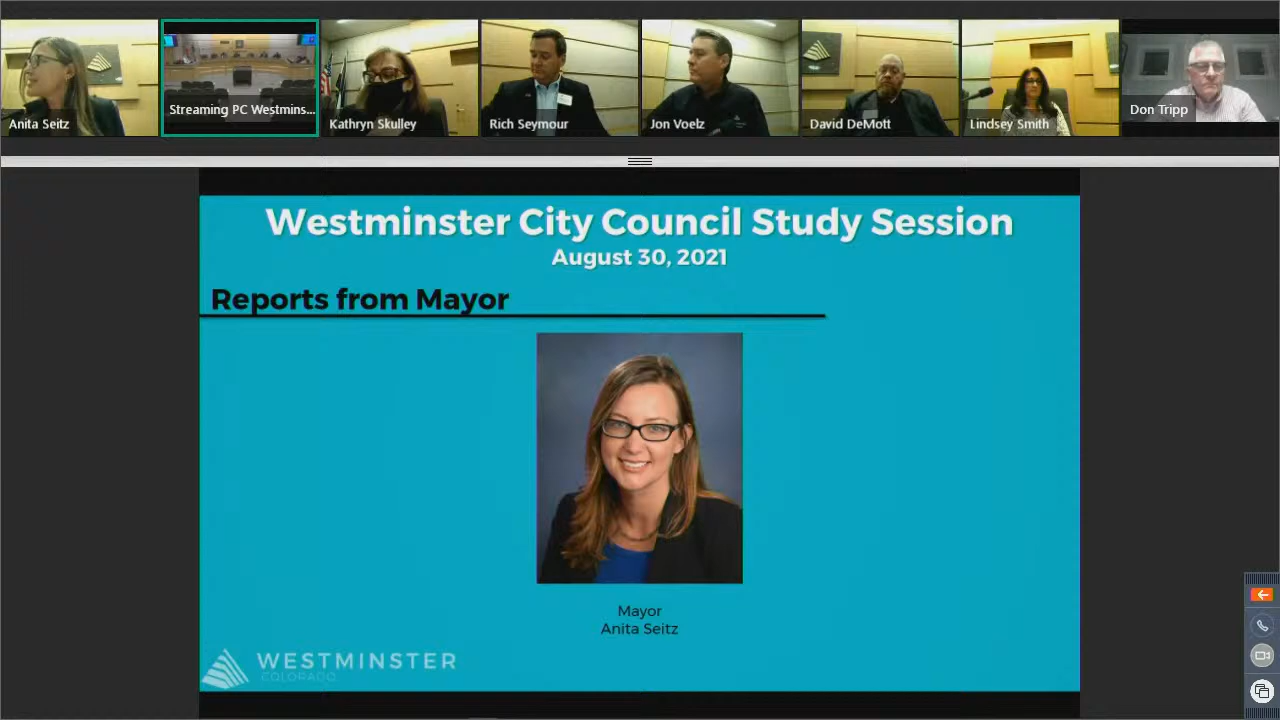 Anita Seitz
Streaming PC Westmins...
Kathryn Skulley
Rich Seymour
Jon Voelz
David DeMott
Lindsey Smith
Don Tripp
Westminster City Council Study Session
August 30, 2021
Reports from Mayor
Mayor
Anita Seitz
WESTMINSTER
COLORADO